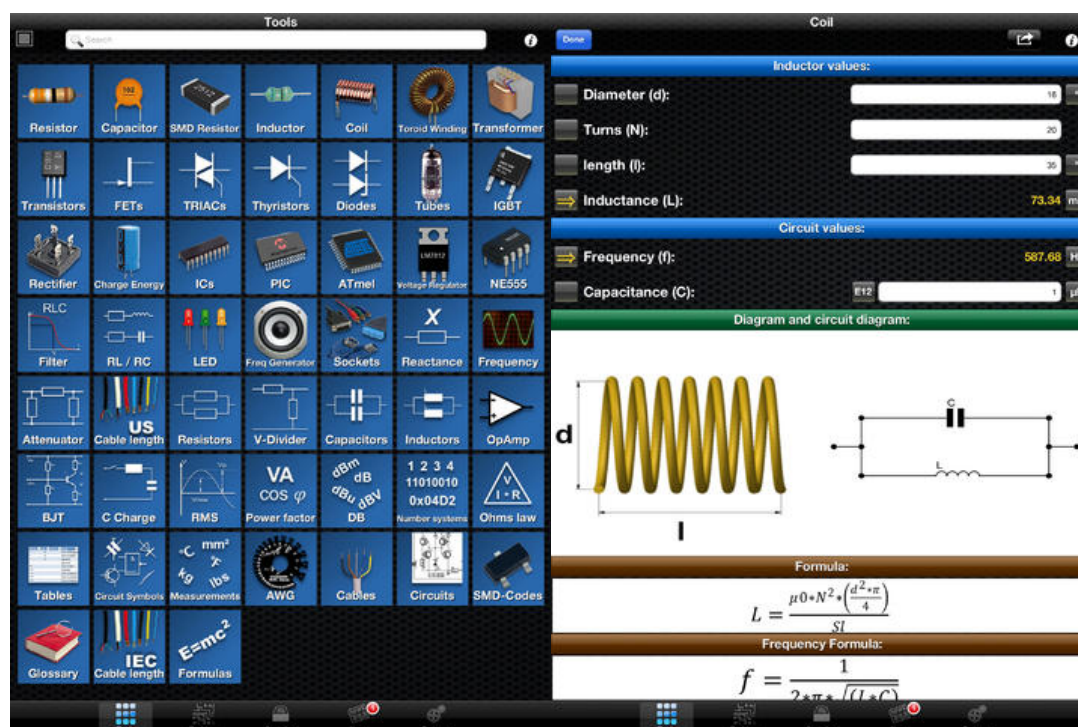 Tools
Search
Resistor
Capacitor
SMD Resistor
Inductor
Coil
Toroid Winding
Transformer
Transistors
FETs
TRIACs
Thyristors
Diodes
Tubes
IGBT
Rectifier
Charge Energy
ICs
PIC
ATmel
Voltage Regulator
NE555
RLC
Filter
RL / RC
LED
Freq Generator
Sockets
X
Reactance
Frequency
Attenuator
US
Cable length
Resistors
V-Divider
Capacitors
Inductors
OpAmp
BJT
C Charge
RMS
VA
COS φ
Power factor
dBm
dB
dBu
dBV
DB
1 2 3 4
11010010
0x04D2
Number systems
V
I • R
Ohms law
Tables
Circuit Symbols
°C
mm²
°F
kg
lbs
Measurements
AWG
Cables
Circuits
SMD-Codes
Glossary
IEC
Cable length
E=mc²
Formulas
Coil
Done
Inductor values:
Diameter (d): 16
Turns (N): 20
length (l): 35
Inductance (L): 73.34 m
Circuit values:
Frequency (f): 587.68 H
Capacitance (C): E12 1 µ
Diagram and circuit diagram:
d
l
C
L
Formula:
L = μ0*N²*(d²*π/4) / Sl
Frequency Formula:
f = 1 / 2*π*√((L*C)